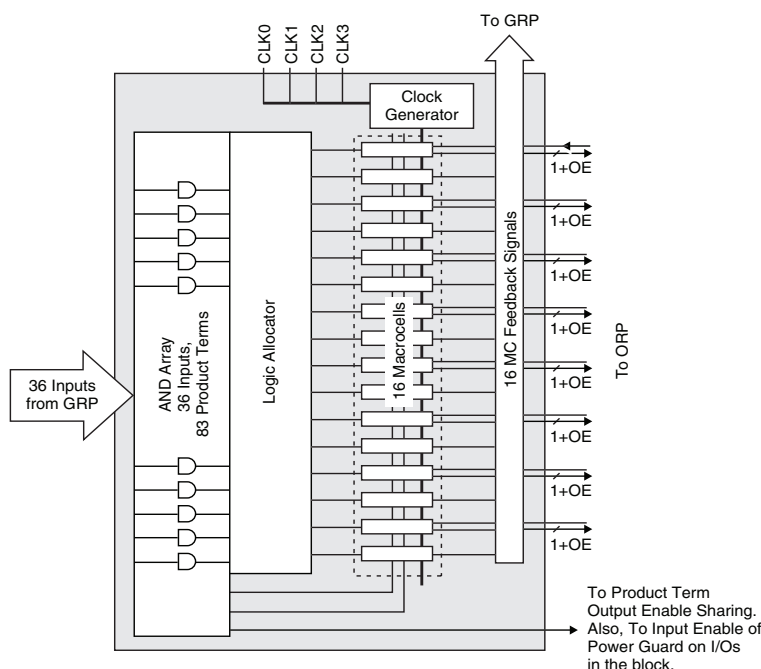 To GRP
CLK0
CLK1
CLK2
CLK3
Clock
Generator
1+OE
1+OE
1+OE
1+OE
1+OE
1+OE
1+OE
1+OE
36 Inputs
from GRP
AND Array
36 Inputs,
83 Product Terms
Logic Allocator
16 Macrocells
16 MC Feedback Signals
To ORP
To Product Term
Output Enable Sharing.
Also, To Input Enable of
Power Guard on I/Os
in the block.